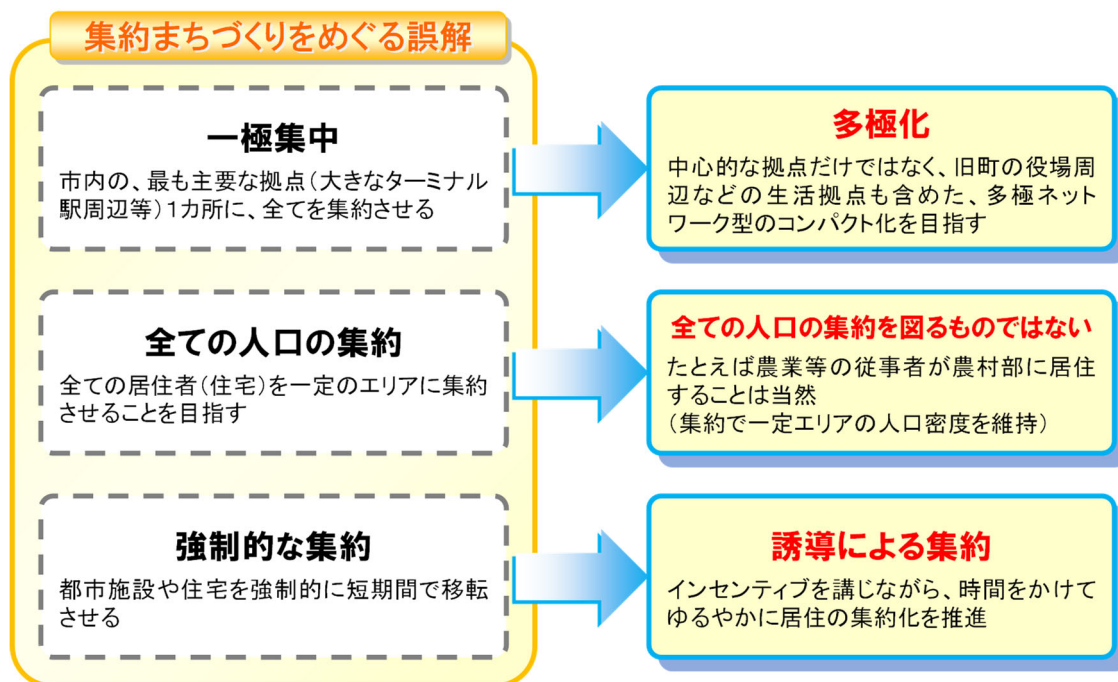 集約まちづくりをめぐる誤解
一極集中
市内の、最も主要な拠点(大きなターミナル
駅周辺等)1カ所に、全てを集約させる
多極化
中心的な拠点だけではなく、旧町の役場周
辺などの生活拠点も含めた、多極ネット
ワーク型のコンパクト化を目指す
全ての人口の集約
全ての居住者(住宅)を一定のエリアに集約
させることを目指す
全ての人口の集約を図るものではない
たとえば農業等の従事者が農村部に居住
することは当然
(集約で一定エリアの人口密度を維持)
強制的な集約
都市施設や住宅を強制的に短期間で移転
させる
誘導による集約
インセンティブを講じながら、時間をかけて
ゆるやかに居住の集約化を推進